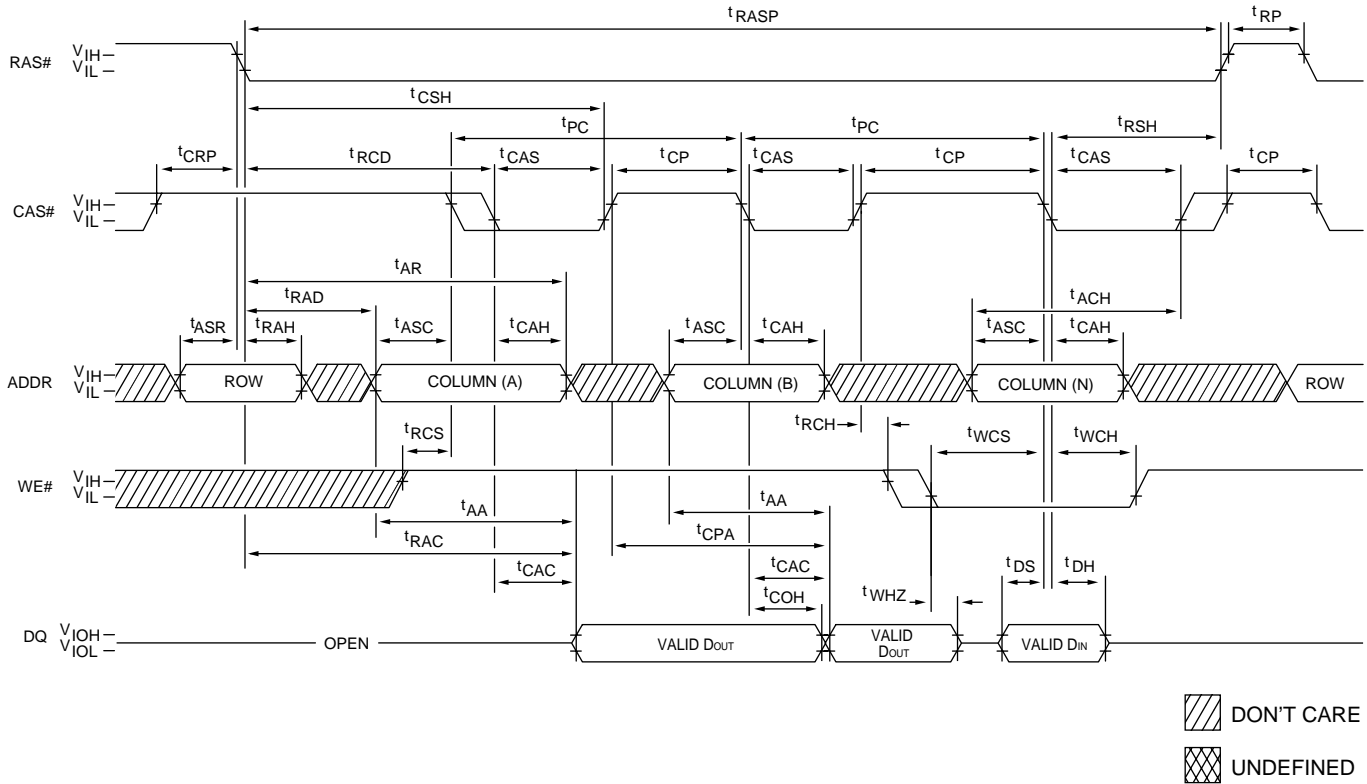 tRASP tRP
RAS# VIH VIL
tCSH
tPC tPC tRSH
tCRP tRCD tCAS tCP tCAS tCP tCAS tCP
CAS# VIH VIL
tAR
tRAD tACH
tASR tRAH tASC tCAH tASC tCAH tASC tCAH
ADDR VIH VIL ROW COLUMN (A) COLUMN (B) COLUMN (N) ROW
tRCS tRCH tWCS tWCH
WE# VIH VIL
tAA tAA
tRAC tCPA
tCAC tCAC tDS tDH
tCOH tWHZ
DQ VIOH VIOL OPEN VALID DOUT VALID DOUT VALID DIN
DON'T CARE
UNDEFINED